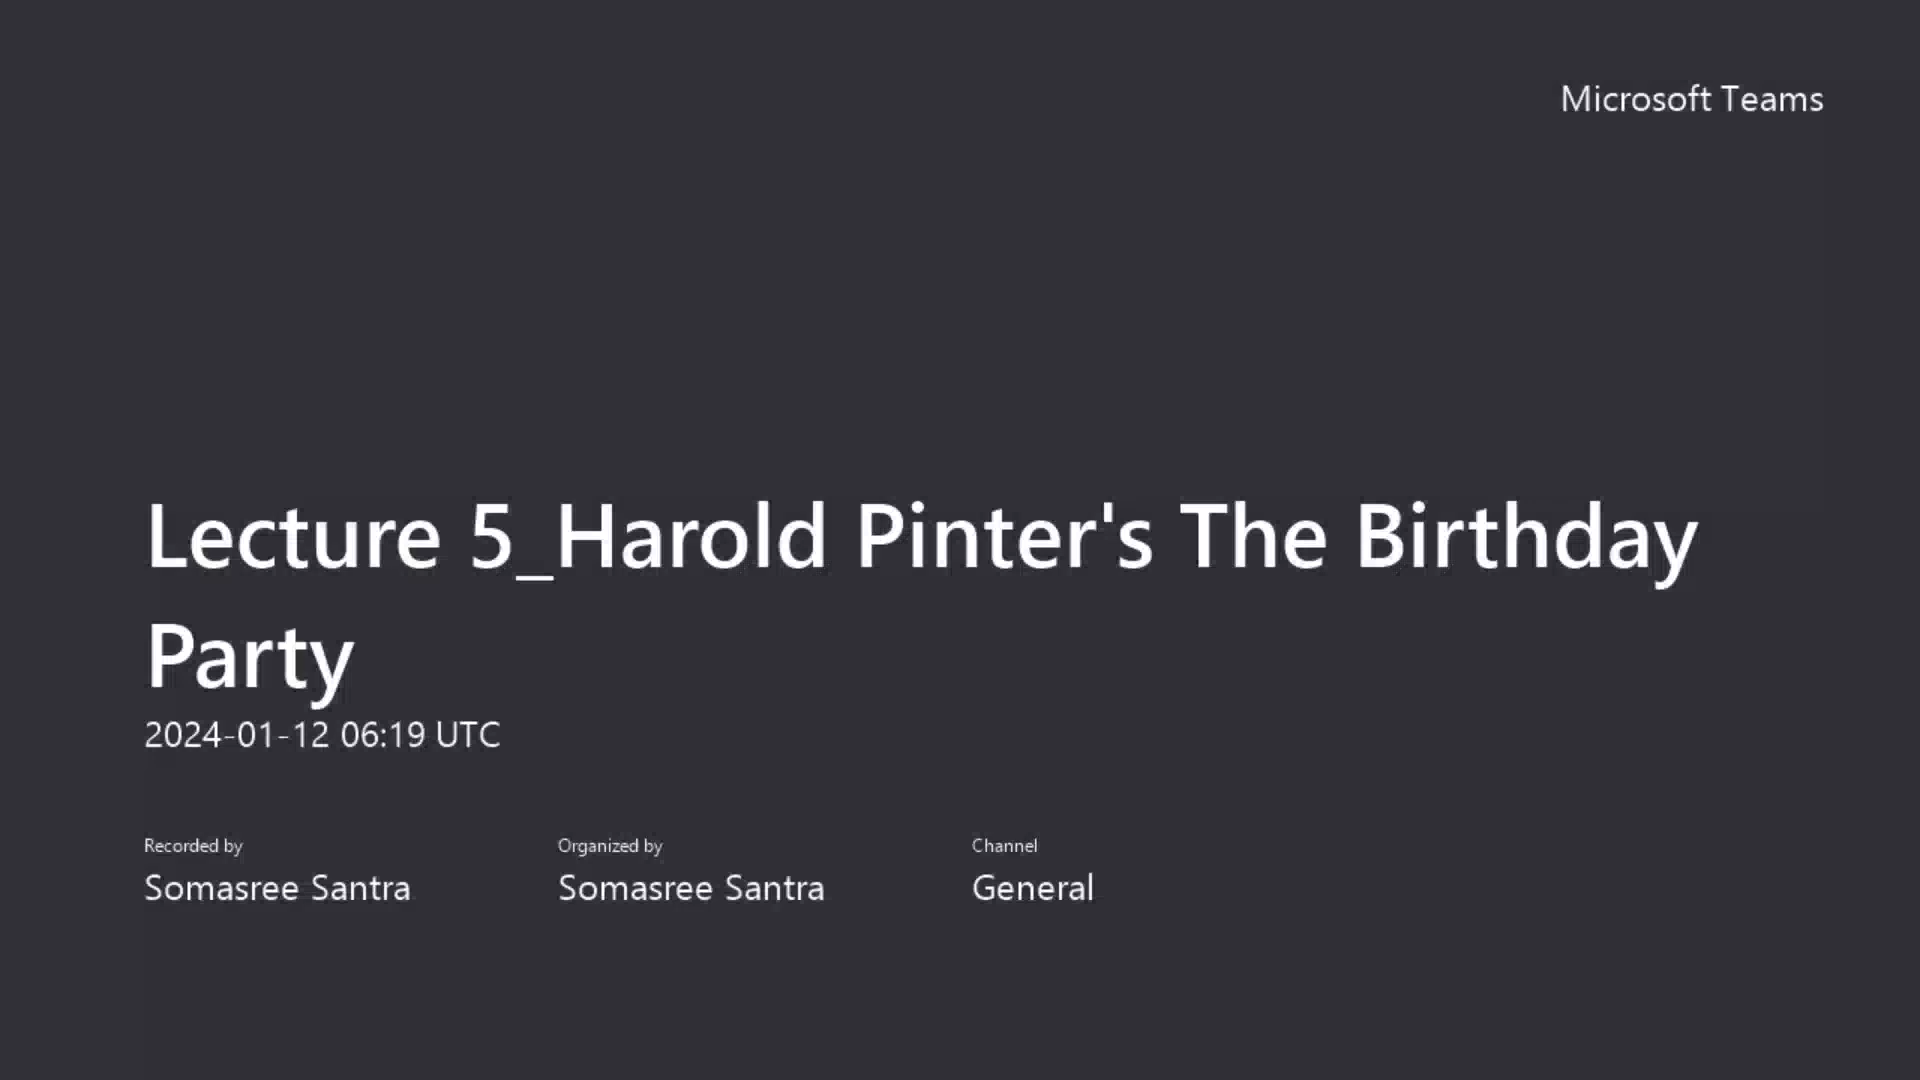 Microsoft Teams
Lecture 5_Harold Pinter's The Birthday
Party
2024-01-12 06:19 UTC
Recorded by
Somasree Santra
Organized by
Somasree Santra
Channel
General